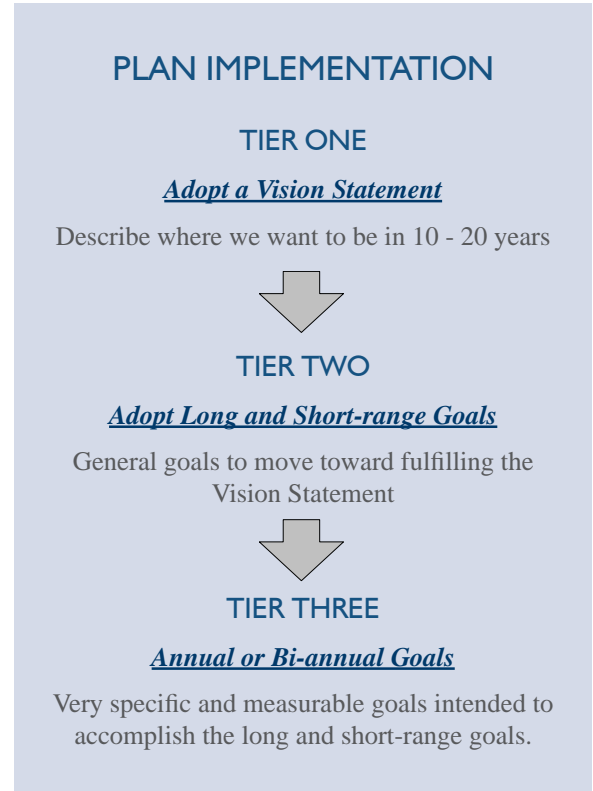 PLAN IMPLEMENTATION
TIER ONE
Adopt a Vision Statement
Describe where we want to be in 10 - 20 years
TIER TWO
Adopt Long and Short-range Goals
General goals to move toward fulfilling the
Vision Statement
TIER THREE
Annual or Bi-annual Goals
Very specific and measurable goals intended to
accomplish the long and short-range goals.